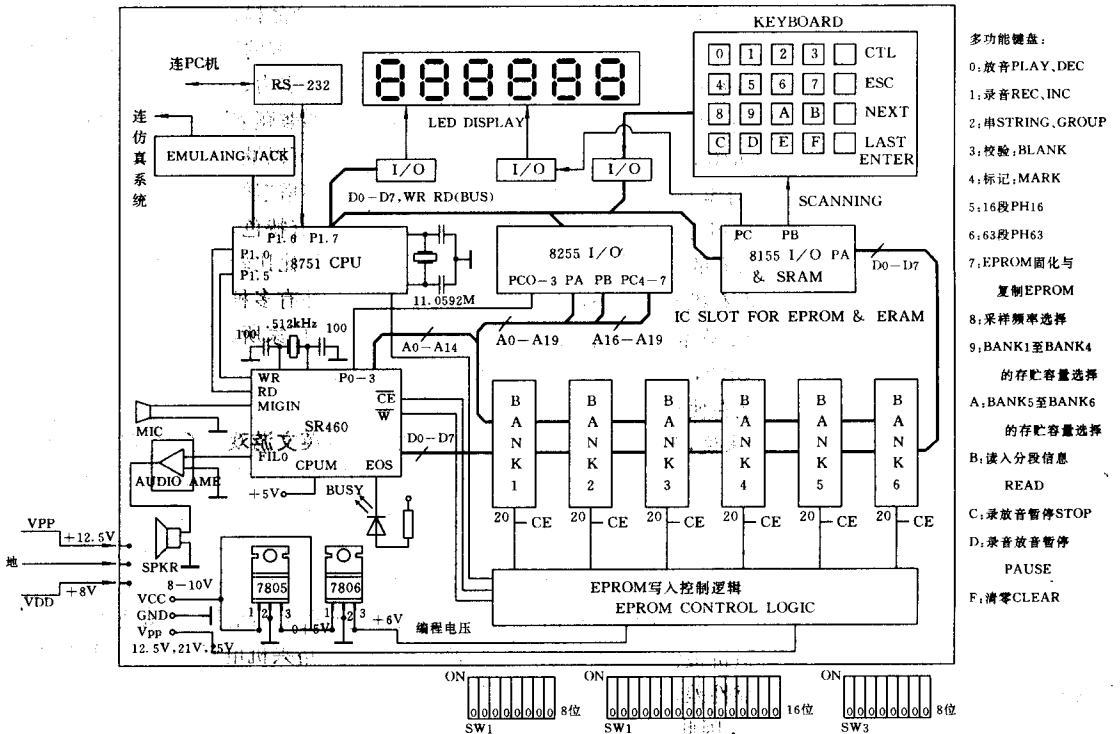 KEYBOARD
0 1 2 3 CTL
4 5 6 7 ESC
8 9 A B NEXT
C D E F LAST
ENTER
SCANNING
多功能键盘:
0:放音PLAY、DEC
1:录音REC、INC
2:串STRING、GROUP
3:校验;BLANK
4:标记;MARK
5:16段PH16
6:63段PH63
7:EPROM固化与
复制EPROM
8:采样频率选择
9:BANK1至BANK4
的存贮容量选择
A:BANK5至BANK6
的存贮容量选择
B:读入分段信息
READ
C:录放音暂停STOP
D:录音放音暂停
PAUSE
F:清零CLEAR
连PC机
RS-232
888888
LED DISPLAY
连仿真系统
EMULAING JACK
I/O
I/O
I/O
D0-D7,WR RD(BUS)
P1.6 P1.7
P1.0
8751 CPU
P1.5
11.0592M
8255 I/O
PC0-3 PA PB PC4-7
PC PB
8155 I/O PA
& SRAM
D0-D7
IC SLOT FOR EPROM & ERAM
A0-A14
A0-A19
A16-A19
.512kHz
100
100
WR
RD
MIGIN
P0-3
CE
W
SR460
FIL0
CPUM
EOS
D0-D7
MIC
AUDIO AME
+5V
BUSY
SPKR
BANK1
BANK2
BANK3
BANK4
BANK5
BANK6
20 CE
20 CE
20 CE
20 CE
20 CE
20 CE
EPROM写入控制逻辑
EPROM CONTROL LOGIC
VPP
+12.5V
地
VDD
+8V
8-10V
VCC
GND
Vpp
12.5V,21V,25V
7805
1 2 3
7806
1 2 3
0+5V
+6V
编程电压
ON
00000000 8位
SW1
ON
0000000000000000 16位
SW1
ON
00000000 8位
SW3